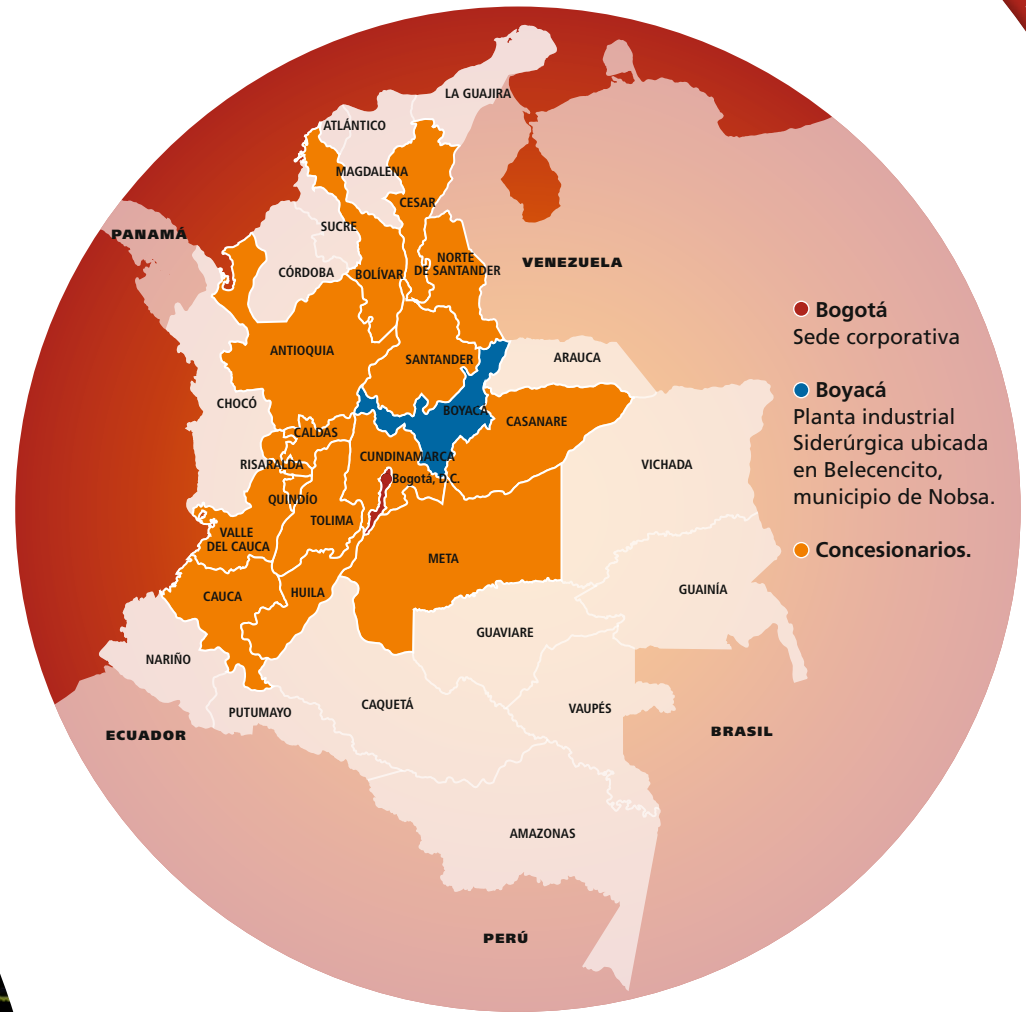 LA GUAJIRA
ATLÁNTICO
MAGDALENA
CESAR
SUCRE
PANAMÁ
NORTE
DE SANTANDER
VENEZUELA
CÓRDOBA
BOLÍVAR
ANTIOQUIA
SANTANDER
ARAUCA
CHOCÓ
BOYACÁ
CASANARE
CALDAS
CUNDINAMARCA
RISARALDA
Bogotá, D.C.
VICHADA
QUINDÍO
TOLIMA
VALLE
DEL CAUCA
META
CAUCA
HUILA
GUAINÍA
GUAVIARE
NARIÑO
CAQUETÁ
PUTUMAYO
VAUPÉS
ECUADOR
BRASIL
AMAZONAS
PERÚ
Bogotá
Sede corporativa
Boyacá
Planta industrial
Siderúrgica ubicada
en Belecencito,
municipio de Nobsa.
Concesionarios.